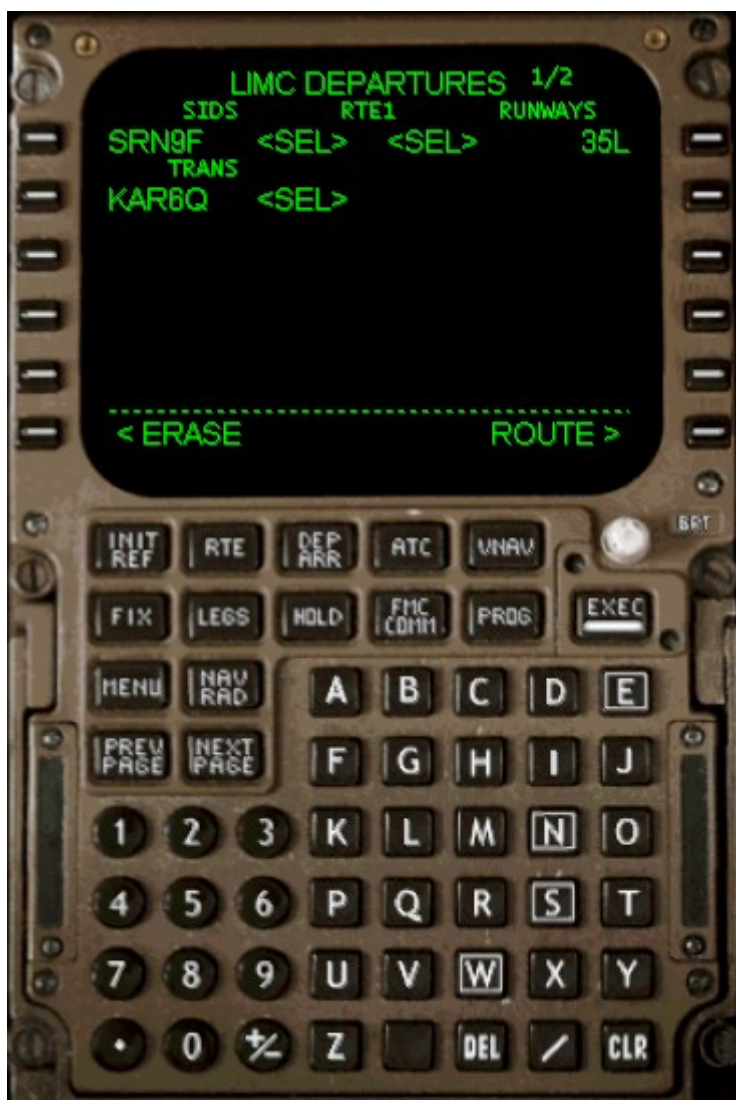 LIMC DEPARTURES 1/2
SIDS RTE1 RUNWAYS
SRN9F <SEL> <SEL> 35L
TRANS
KAR6Q <SEL>
< ERASE ROUTE >
BRT
INIT REF RTE DEP ARR ATC VNAV
FIX LEGS HOLD FMC COMM PROG EXEC
MENU NAV RAD A B C D E
PREV PAGE NEXT PAGE F G H I J
1 2 3 K L M N O
4 5 6 P Q R S T
7 8 9 U V W X Y
. 0 +/- Z DEL / CLR